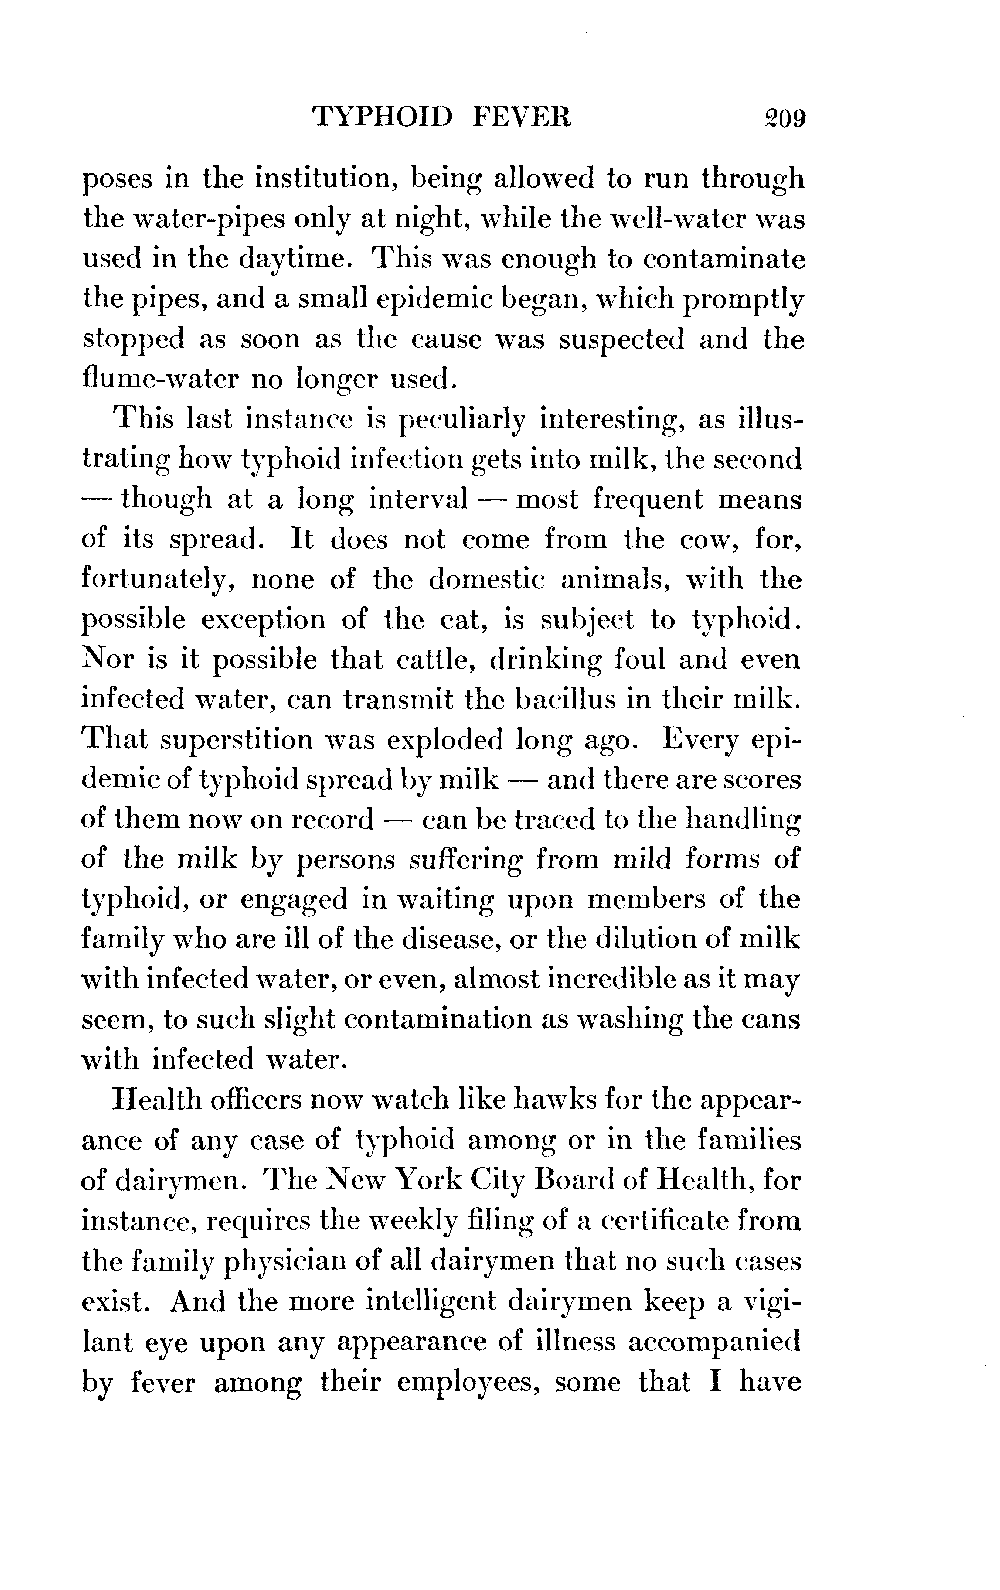 TYPHOID FEVER 209
poses in the institution, being allowed to run through
the water-pipes only at night, while the well-water was
used in the daytime. This was enough to contaminate
the pipes, and a small epidemic began, which promptly
stopped as soon as the cause was suspected and the
flume-water no longer used.
This last instance is peculiarly interesting, as illus-
trating how typhoid infection gets into milk, the second
— though at a long interval — most frequent means
of its spread. It does not come from the cow, for,
fortunately, none of the domestic animals, with the
possible exception of the cat, is subject to typhoid.
Nor is it possible that cattle, drinking foul and even
infected water, can transmit the bacillus in their milk.
That superstition was exploded long ago. Every epi-
demic of typhoid spread by milk — and there are scores
of them now on record — can be traced to the handling
of the milk by persons suffering from mild forms of
typhoid, or engaged in waiting upon members of the
family who are ill of the disease, or the dilution of milk
with infected water, or even, almost incredible as it may
seem, to such slight contamination as washing the cans
with infected water.
Health officers now watch like hawks for the appear-
ance of any case of typhoid among or in the families
of dairymen. The New York City Board of Health, for
instance, requires the weekly filing of a certificate from
the family physician of all dairymen that no such cases
exist. And the more intelligent dairymen keep a vigi-
lant eye upon any appearance of illness accompanied
by fever among their employees, some that I have